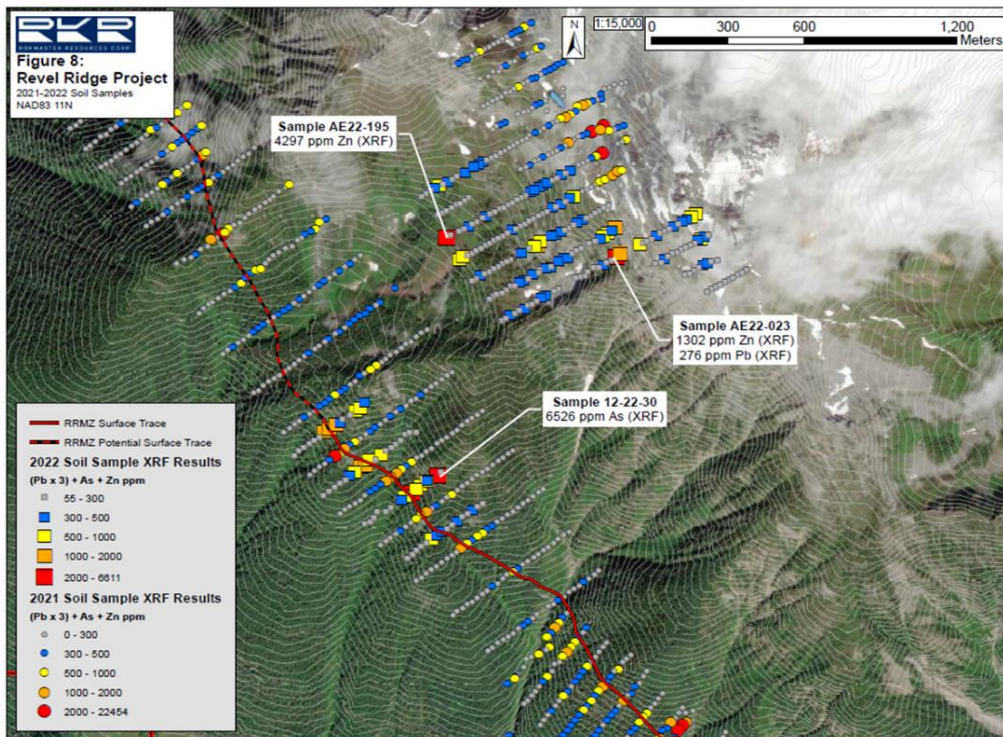 RKR
ROKMASTER RESOURCES CORP.
Figure 8:
Revel Ridge Project
2021-2022 Soil Samples
NAD83 11N
N
1:15,000
0 300 600 1,200
Meters
Sample AE22-195
4297 ppm Zn (XRF)
Sample AE22-023
1302 ppm Zn (XRF)
276 ppm Pb (XRF)
Sample 12-22-30
6526 ppm As (XRF)
RRMZ Surface Trace
RRMZ Potential Surface Trace
2022 Soil Sample XRF Results
(Pb x 3) + As + Zn ppm
55 - 300
300 - 500
500 - 1000
1000 - 2000
2000 - 6611
2021 Soil Sample XRF Results
(Pb x 3) + As + Zn ppm
0 - 300
300 - 500
500 - 1000
1000 - 2000
2000 - 22454